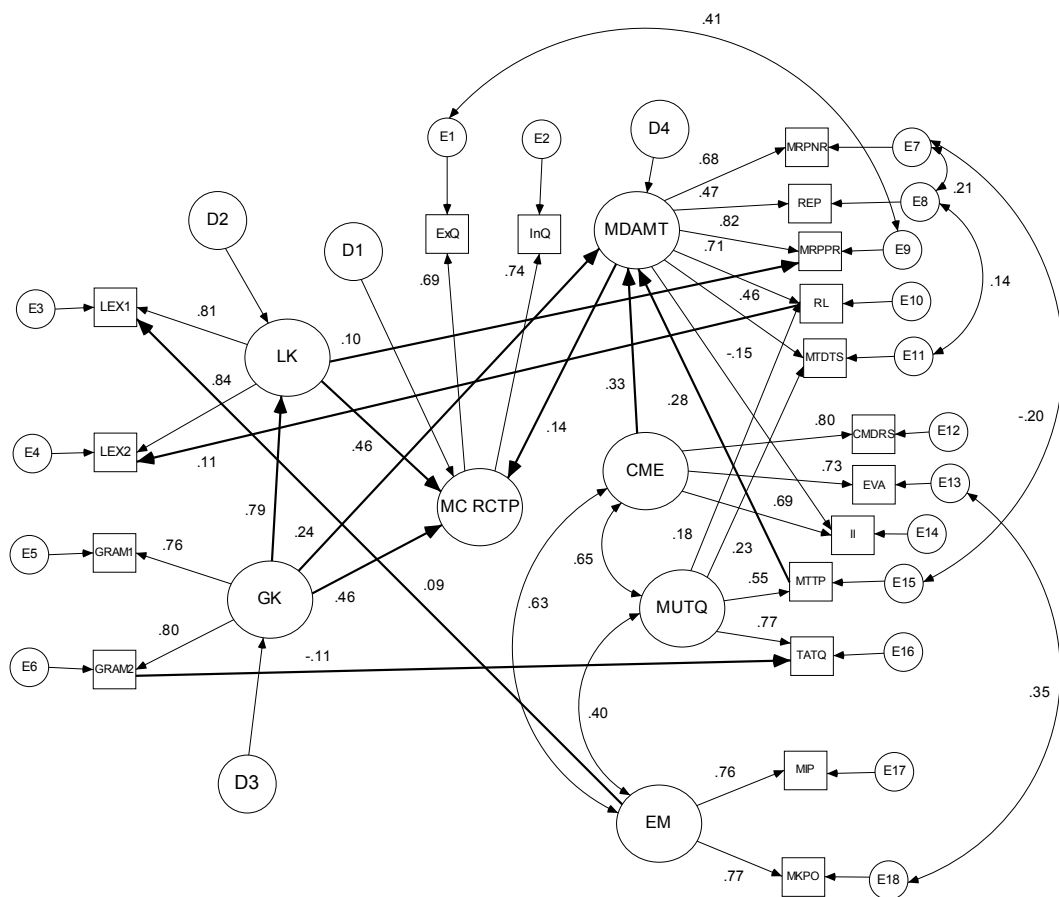 .41
E1
E2
D4
MRPNR
E7
.68
.47
REP
E8
.21
D2
ExQ
InQ
MDAMT
.82
MRPPR
E9
D1
.71
.69
.74
.14
E3
LEX1
.81
.46
RL
E10
LK
.10
-.15
MTDTS
E11
.84
.33
.28
-.20
E4
LEX2
.46
.14
.80
CMDRS
E12
.11
CME
.73
EVA
E13
MC RCTP
.79
.24
.69
II
E14
.18
E5
GRAM1
.76
.65
.23
GK
.09
.63
MUTQ
.55
MTTP
E15
.46
.80
.77
E6
GRAM2
-.11
TATQ
E16
.35
.40
D3
.76
MIP
E17
EM
.77
MKPO
E18